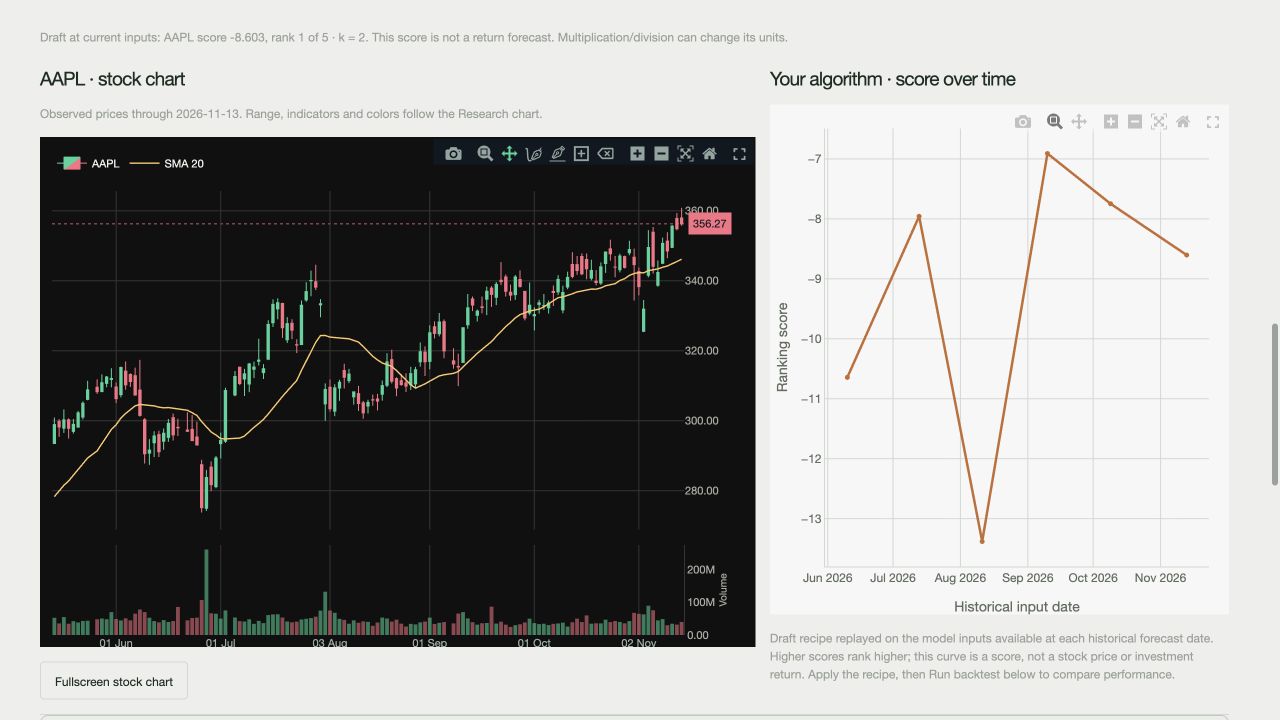 Draft at current inputs: AAPL score -8.603, rank 1 of 5 · k = 2. This score is not a return forecast. Multiplication/division can change its units.
AAPL · stock chart
Observed prices through 2026-11-13. Range, indicators and colors follow the Research chart.
AAPL
SMA 20
360.00
356.27
340.00
320.00
300.00
280.00
200M
100M
0.00
Volume
01 Jun
01 Jul
03 Aug
01 Sep
01 Oct
02 Nov
Fullscreen stock chart
Your algorithm · score over time
−7
−8
−9
−10
−11
−12
−13
Ranking score
Jun 2026
Jul 2026
Aug 2026
Sep 2026
Oct 2026
Nov 2026
Historical input date
Draft recipe replayed on the model inputs available at each historical forecast date.
Higher scores rank higher; this curve is a score, not a stock price or investment
return. Apply the recipe, then Run backtest below to compare performance.